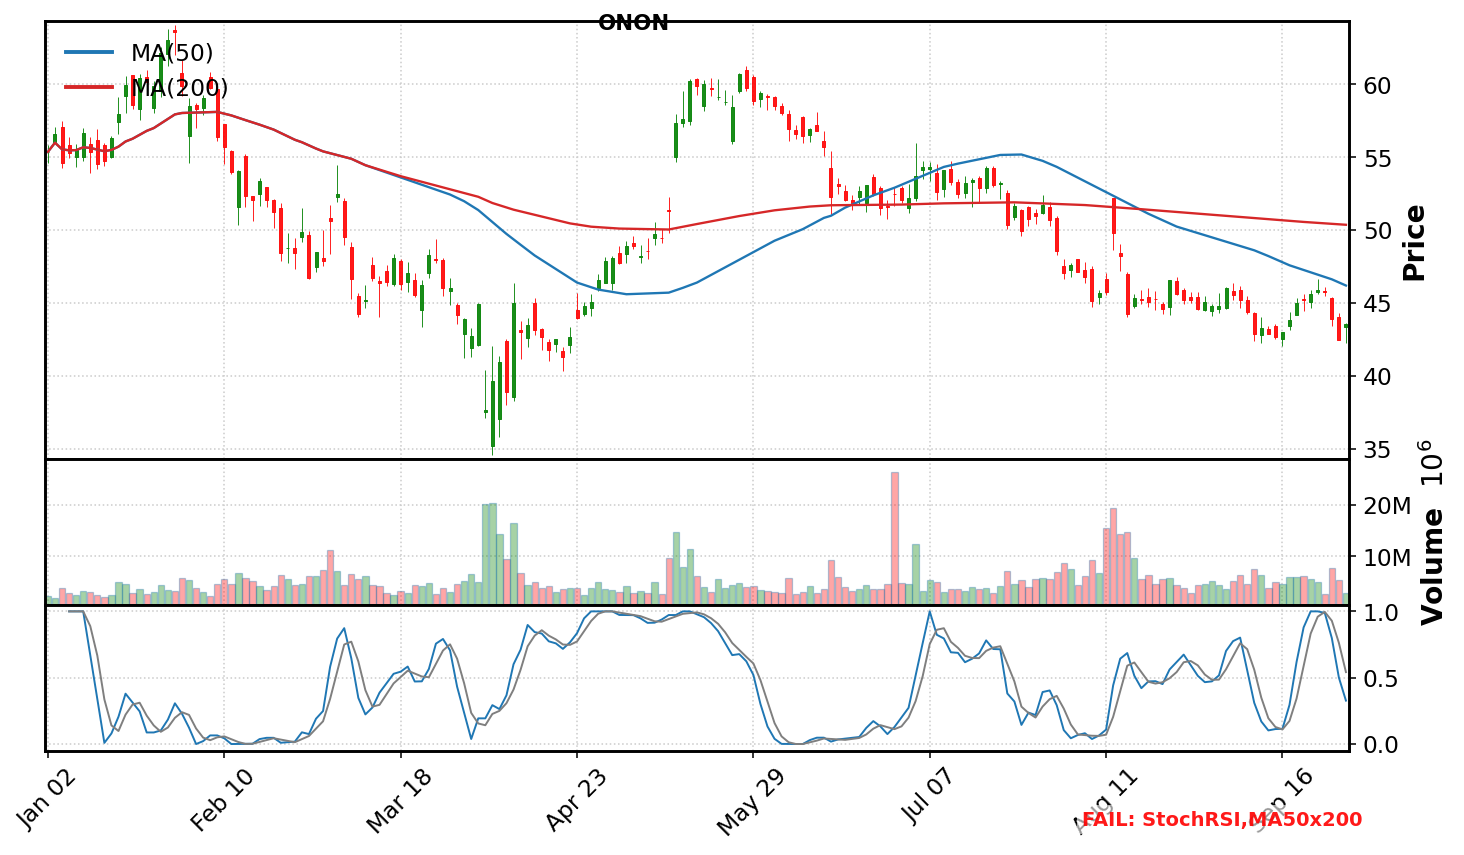 ONON
MA(50)
MA(200)
60
55
50
45
40
35
Price
20M
10M
Volume 10^6
1.0
0.5
0.0
Jan 02
Feb 10
Mar 18
Apr 23
May 29
Jul 07
Aug 11
Sep 16
FAIL: StochRSI,MA50x200